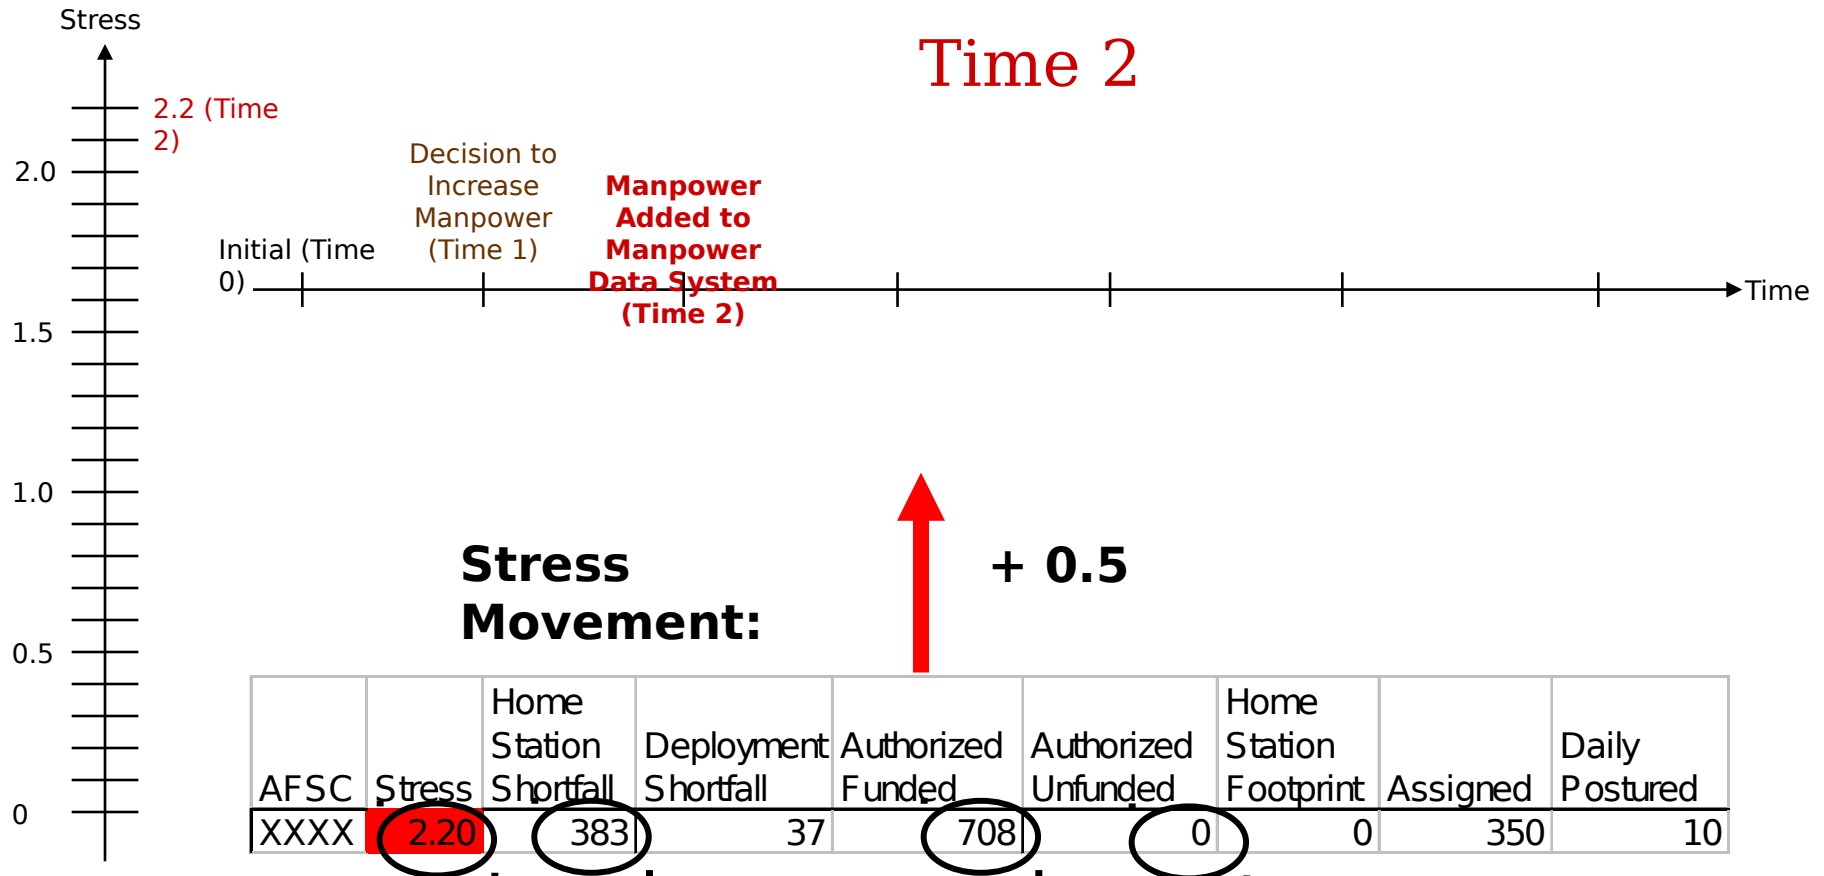 Stress
Time 2
2.2 (Time
2)
2.0
Decision to
Increase
Manpower
(Time 1)
Manpower
Added to
Manpower
Data System
(Time 2)
Initial (Time
0)
Time
1.5
1.0
Stress
Movement:
+ 0.5
0.5
0
AFSC
Stress
Home
Station
Shortfall
Deployment
Shortfall
Authorized
Funded
Authorized
Unfunded
Home
Station
Footprint
Assigned
Daily
Postured
XXXX 2.20 383 37 708 0 0 350 10